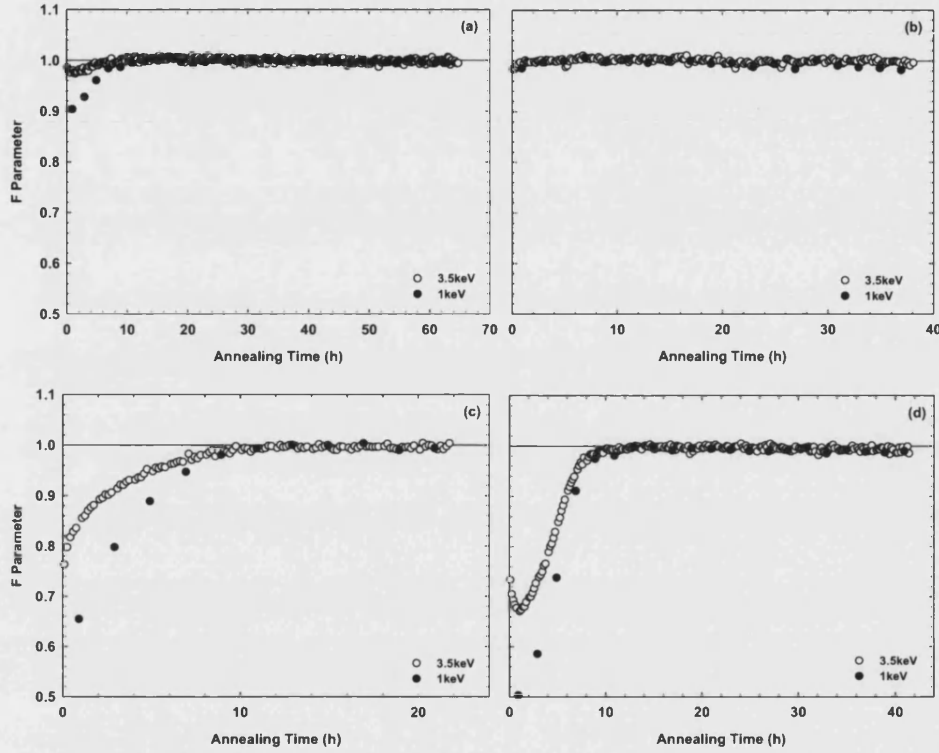 (a)
1.1
1.0
0.9
0.8
0.7
0.6
0.5
F Parameter
3.5keV
1keV
0 10 20 30 40 50 60 70
Annealing Time (h)
(b)
3.5keV
1keV
0 10 20 30 40
Annealing Time (h)
(c)
1.1
1.0
0.9
0.8
0.7
0.6
0.5
F Parameter
3.5keV
1keV
0 10 20
Annealing Time (h)
(d)
3.5keV
1keV
0 10 20 30 40
Annealing Time (h)